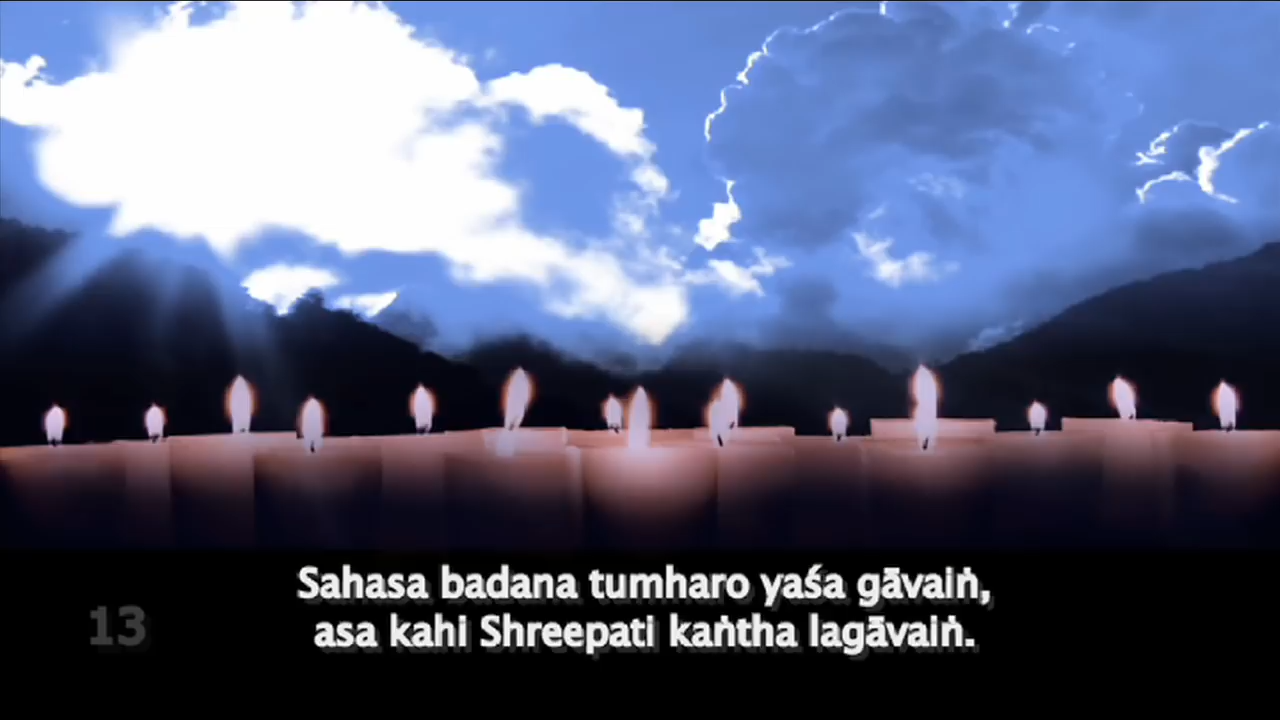 Sahasa badana tumharo yaśa gāvaiṅ,
13
asa kahi Shreepati kaṅtha lagāvaiṅ.